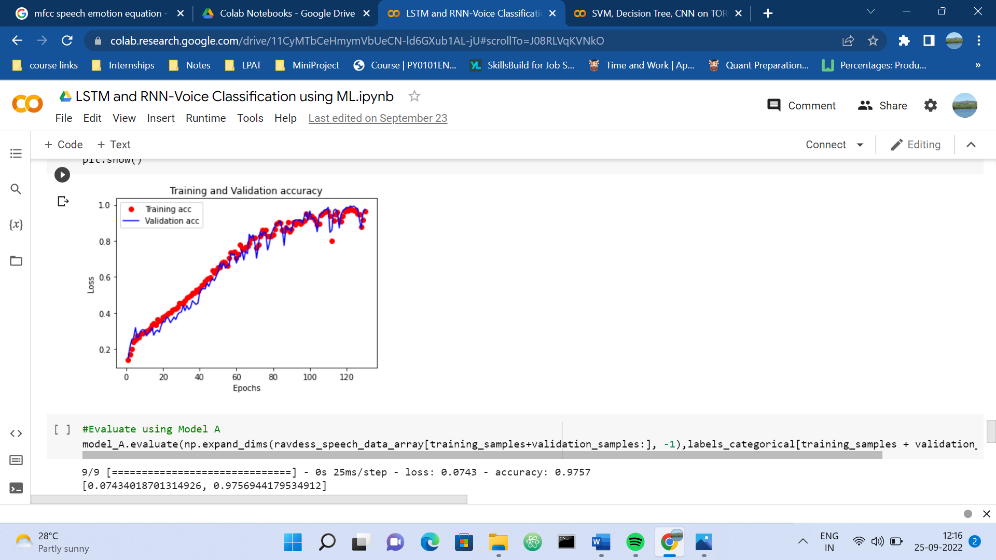 mfcc speech emotion equation -
Colab Notebooks - Google Drive
LSTM and RNN-Voice Classificati
SVM, Decision Tree, CNN on TOR
colab.research.google.com/drive/11CyMTbCeHmymVbUeCN-ld6GXub1AL-jU#scrollTo=J08RLVqKVNkO
course links
Internships
Notes
LPAI
MiniProject
Course | PY0101EN...
SkillsBuild for Job S...
Time and Work | Ap...
Quant Preparation...
Percentages: Produ...
»
LSTM and RNN-Voice Classification using ML.ipynb
Comment
Share
File Edit View Insert Runtime Tools Help Last edited on September 23
+ Code + Text
Connect
Editing
plt.show()
Training and Validation accuracy
Training acc
Validation acc
1.0
0.8
0.6
0.4
0.2
Loss
0 20 40 60 80 100 120
Epochs
[ ] #Evaluate using Model A
model_A.evaluate(np.expand_dims(ravdess_speech_data_array[training_samples+validation_samples:], -1),labels_categorical[training_samples + validation_
9/9 [==============================] - 0s 25ms/step - loss: 0.0743 - accuracy: 0.9757
[0.07434018701314926, 0.9756944179534912]
28°C
Partly sunny
ENG
IN
12:16
25-09-2022
2